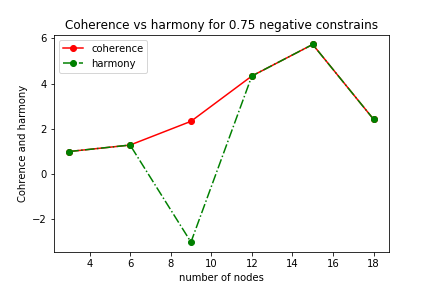 Coherence vs harmony for 0.75 negative constrains
coherence
harmony
Cohrence and harmony
6
4
2
0
−2
4 6 8 10 12 14 16 18
number of nodes